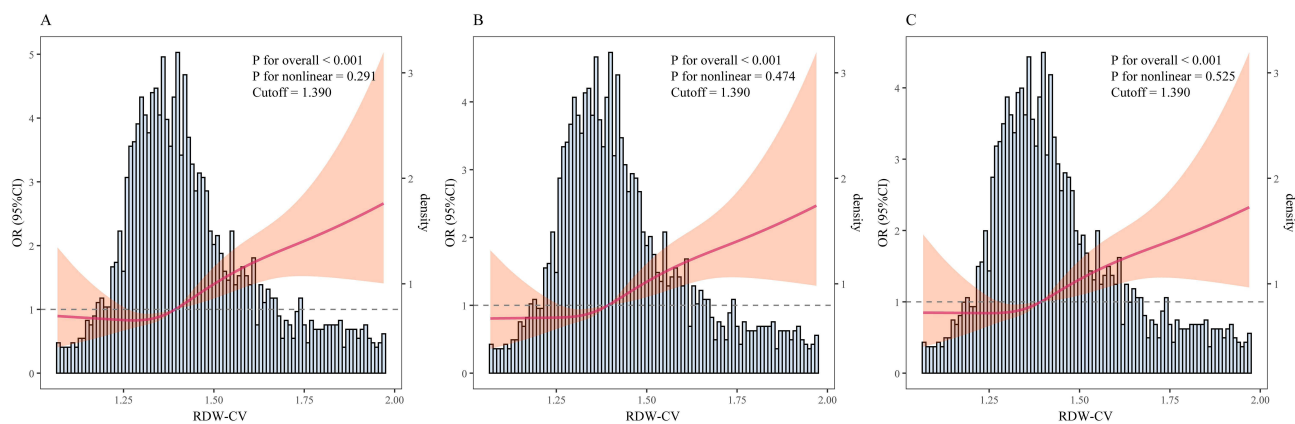 A
P for overall < 0.001
P for nonlinear = 0.291
Cutoff = 1.390
OR (95%CI)
5
4
3
2
1
0
3
2
1
density
1.25
1.50
1.75
2.00
RDW-CV
B
P for overall < 0.001
P for nonlinear = 0.474
Cutoff = 1.390
OR (95%CI)
4
3
2
1
0
3
2
1
density
1.25
1.50
1.75
2.00
RDW-CV
C
P for overall < 0.001
P for nonlinear = 0.525
Cutoff = 1.390
OR (95%CI)
4
3
2
1
0
3
2
1
density
1.25
1.50
1.75
2.00
RDW-CV